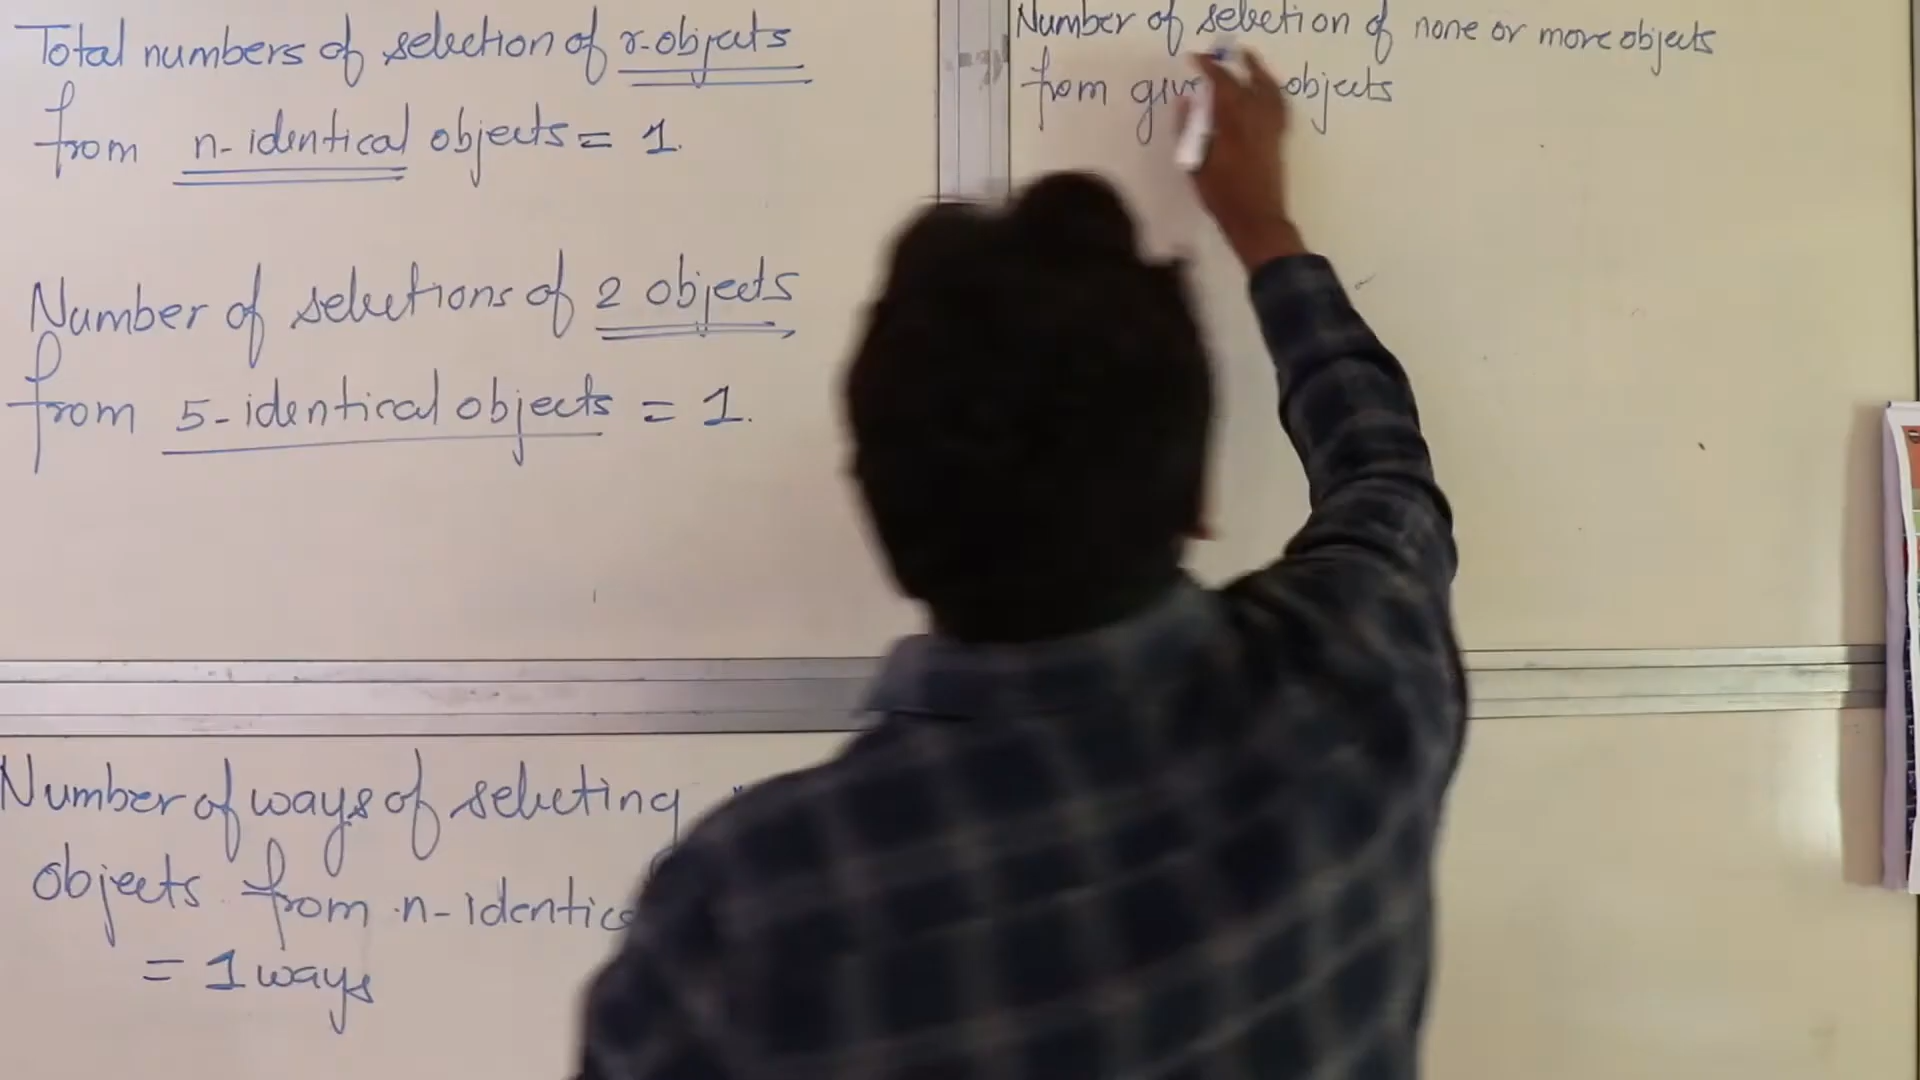 Total numbers of selection of r-objects
from n-identical objects = 1.
Number of selections of 2 objects
from 5-identical objects = 1.
Number of ways of selecting
objects from n-identica
= 1 ways
Number of selection of none or more objects
from give objects